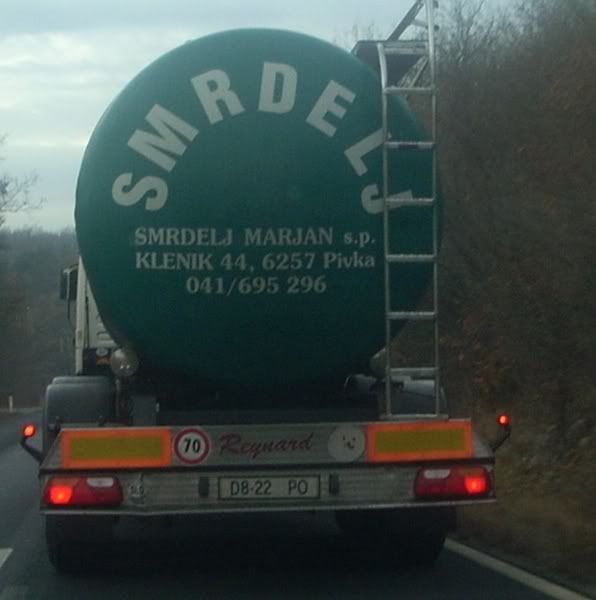 SMRDELJ
SMRDELJ MARJAN s.p.
KLENIK 44, 6257 Pivka
041/695 296
70
Reynard
D8-22 PO